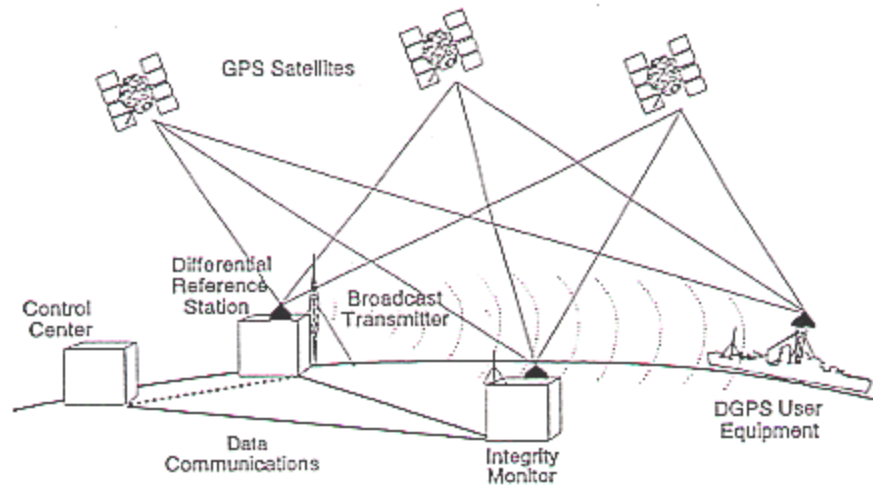 GPS Satellites
Differential
Reference
Station
Broadcast
Transmitter
Control
Center
DGPS User
Equipment
Data
Communications
Integrity
Monitor